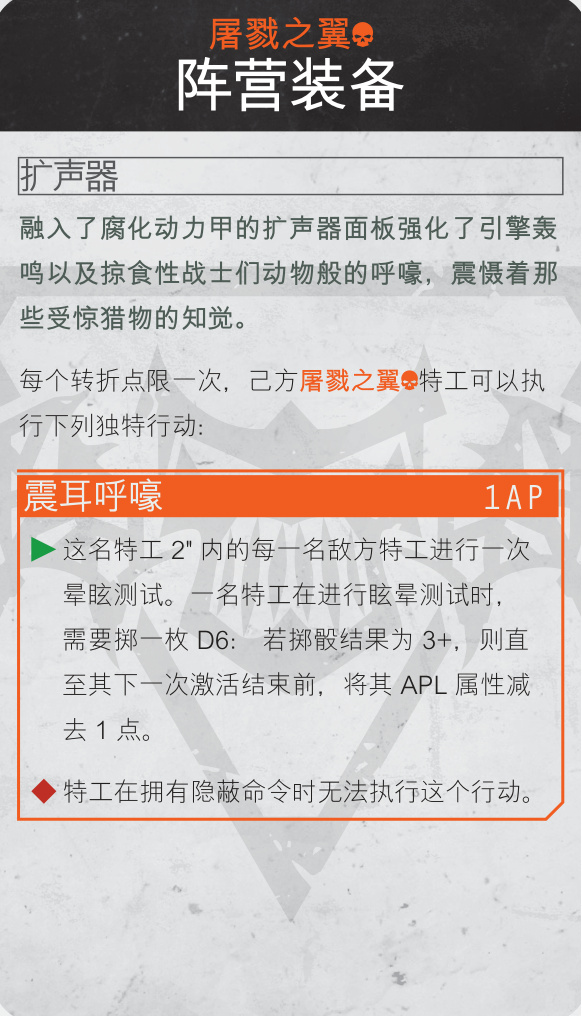 屠戮之翼
阵营装备
扩声器
融入了腐化动力甲的扩声器面板强化了引擎轰
鸣以及掠食性战士们动物般的呼嚎，震慑着那
些受惊猎物的知觉。
每个转折点限一次，己方屠戮之翼特工可以执
行下列独特行动:
震耳呼嚎 1AP
这名特工 2" 内的每一名敌方特工进行一次
晕眩测试。一名特工在进行眩晕测试时，
需要掷一枚 D6： 若掷骰结果为 3+，则直
至其下一次激活结束前，将其 APL 属性减
去 1 点。
特工在拥有隐蔽命令时无法执行这个行动。